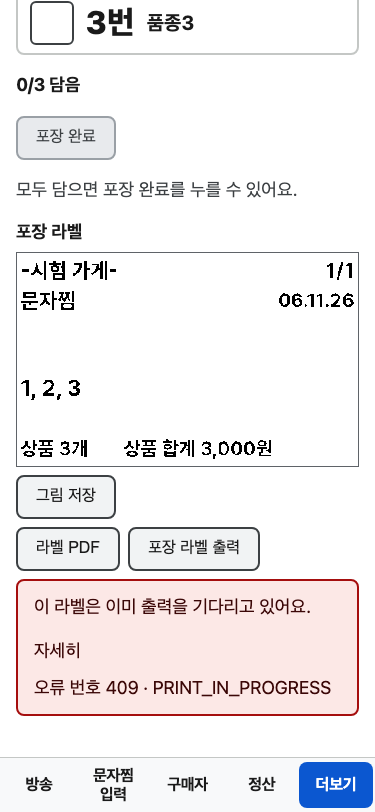 3번 품종3
0/3 담음
포장 완료
모두 담으면 포장 완료를 누를 수 있어요.
포장 라벨
-시험 가게- 1/1
문자찜 06.11.26
1, 2, 3
상품 3개 상품 합계 3,000원
그림 저장
라벨 PDF 포장 라벨 출력
이 라벨은 이미 출력을 기다리고 있어요.
자세히
오류 번호 409 · PRINT_IN_PROGRESS
방송 문자찜 입력 구매자 정산 더보기